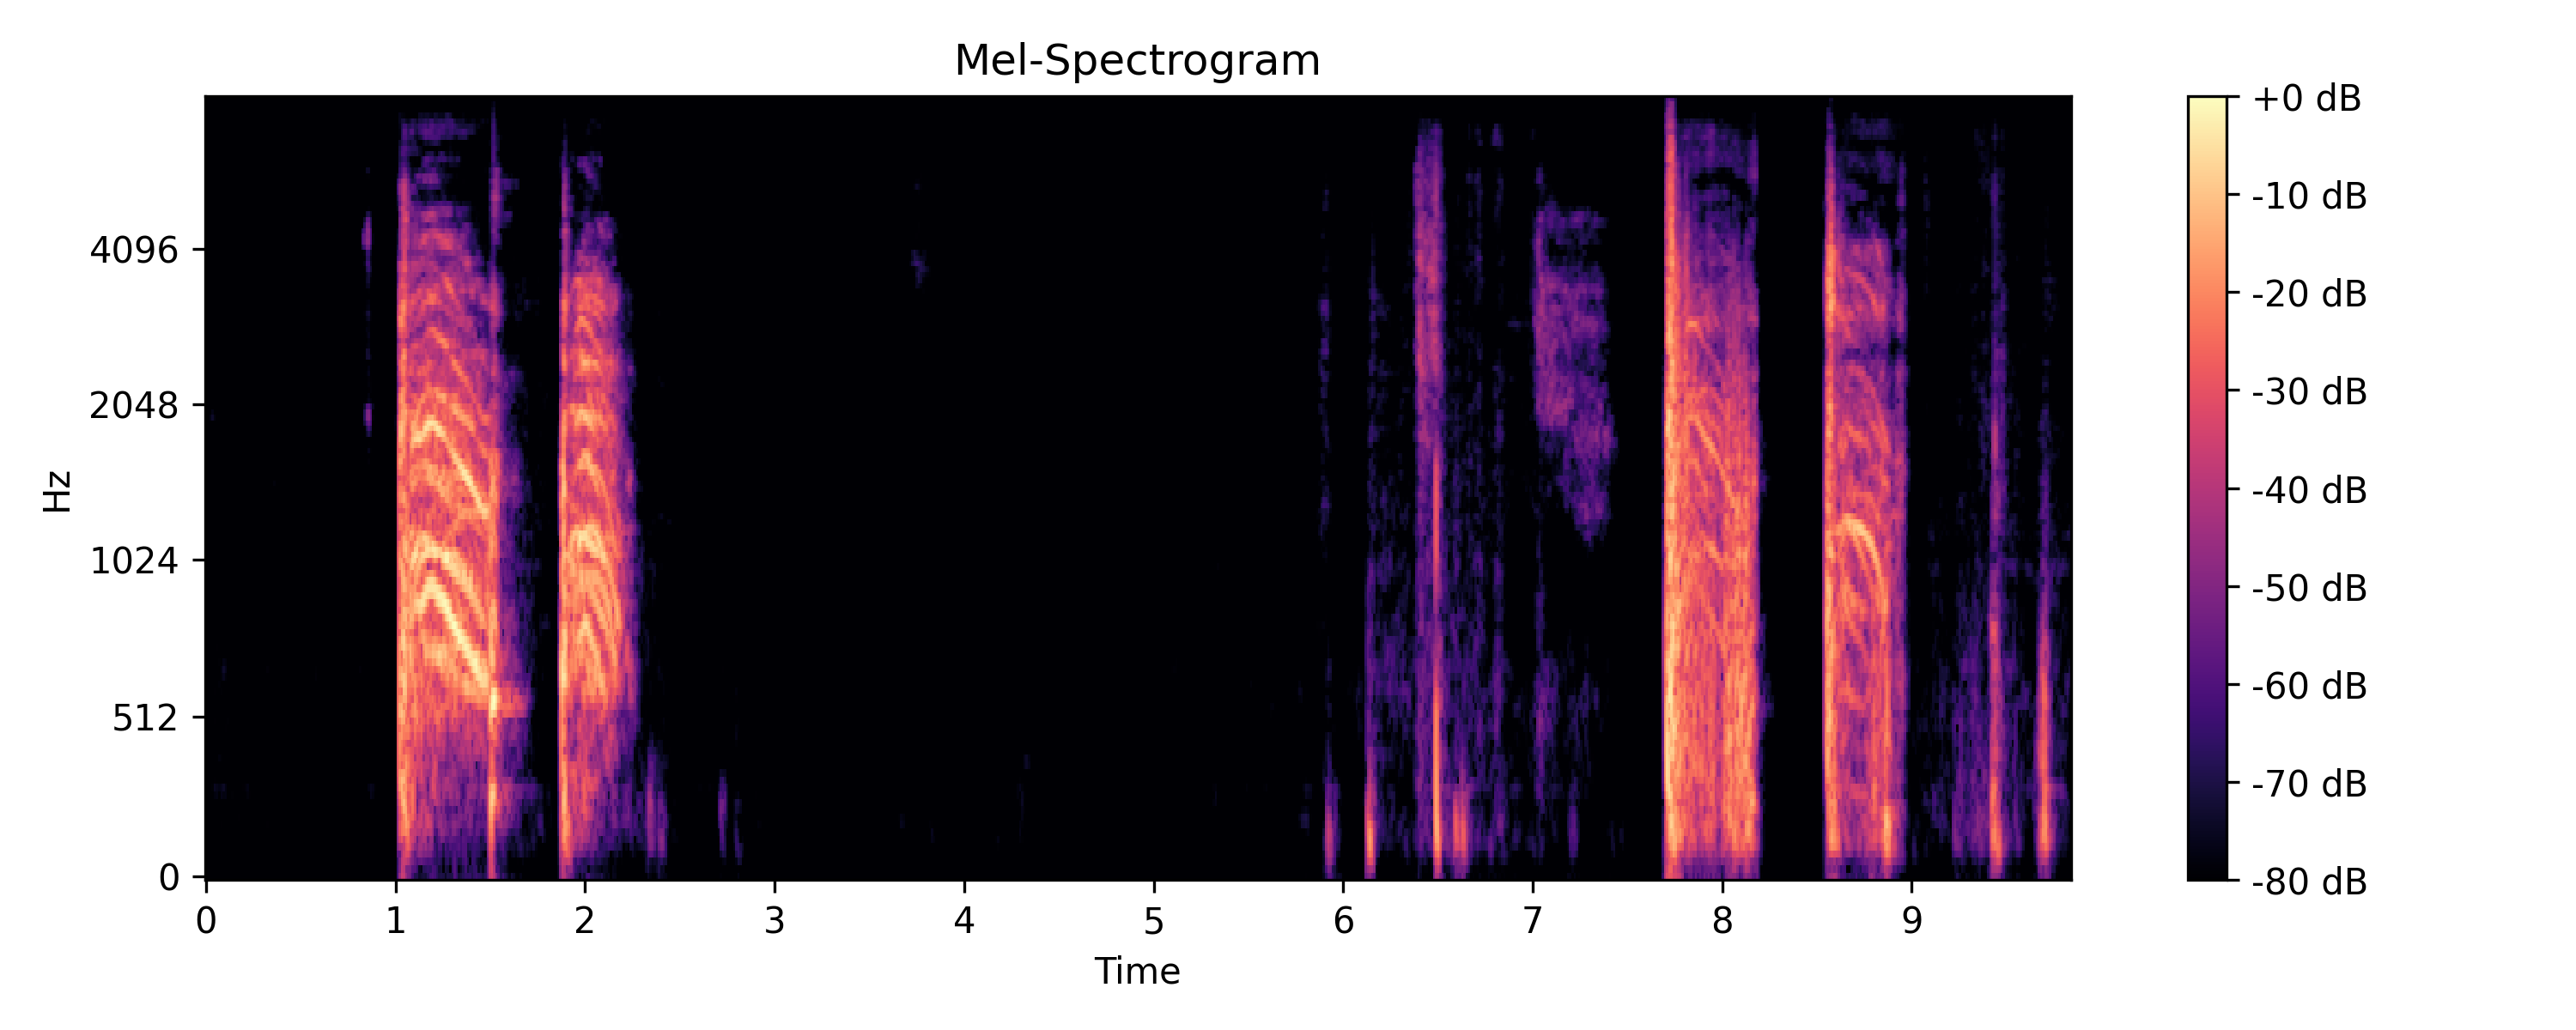 Mel-Spectrogram
Hz
4096
2048
1024
512
0
0 1 2 3 4 5 6 7 8 9
Time
+0 dB
-10 dB
-20 dB
-30 dB
-40 dB
-50 dB
-60 dB
-70 dB
-80 dB